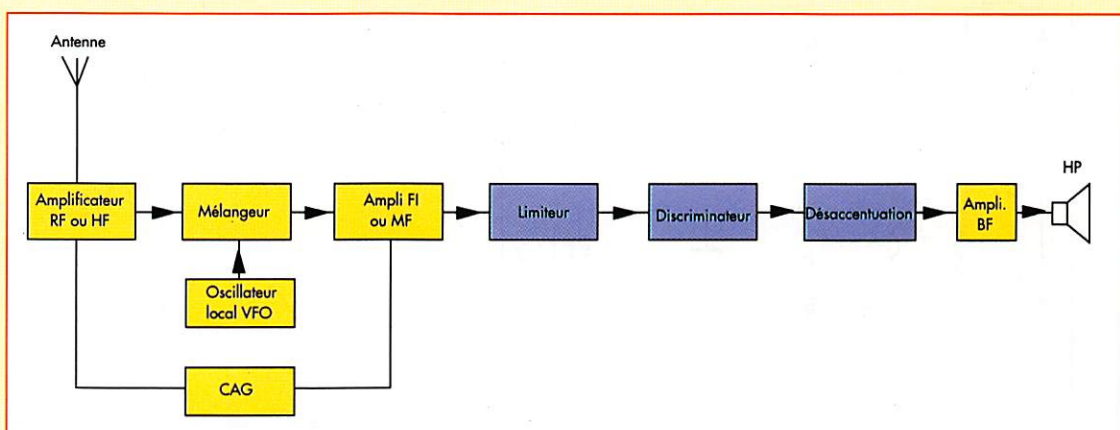 Antenne
HP
Amplificateur
RF ou HF
Mélangeur
Ampli FI
ou MF
Limiteur
Discriminateur
Désaccentuation
Ampli.
BF
Oscillateur
local VFO
CAG